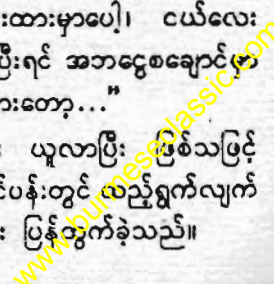 းထားမှာပေါ့၊ ငယ်လေး
ပြီးရင် အဘငွေစချောင်မှာ
ားတော့..."
ယူလာပြီး ဖြစ်သဖြင့်
င်ပန်းတွင် လည့်ရွက်လျက်
း ပြန်ထွက်ခဲ့သည်။
www.burmeseclassic.com